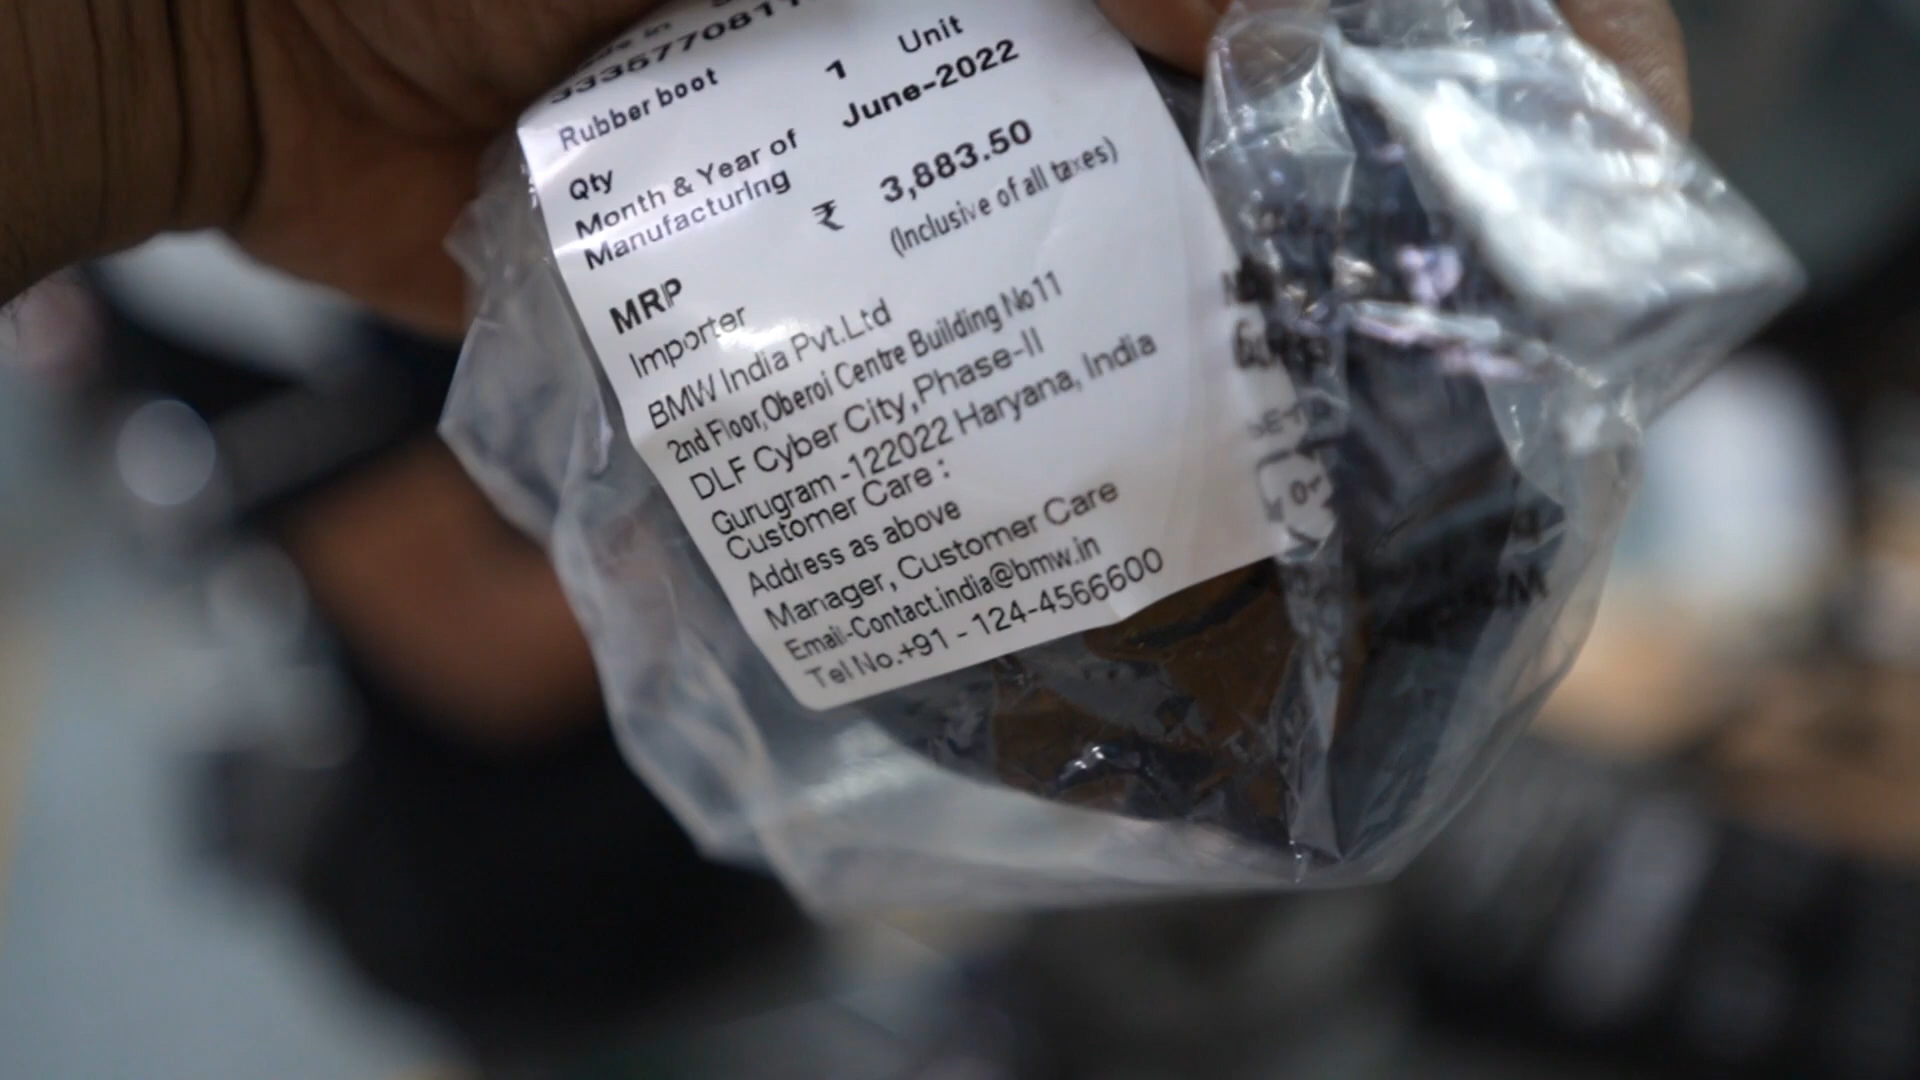 Rubber boot
Qty 1 Unit
Month & Year of June-2022
Manufacturing
MRP ₹ 3,883.50
(Inclusive of all taxes)
Importer
BMW India Pvt.Ltd
2nd Floor,Oberoi Centre Building No11
DLF Cyber City,Phase-II
Gurugram -122022 Haryana, India
Customer Care :
Address as above
Manager, Customer Care
Email-Contact.india@bmw.in
Tel No.+91 - 124-4566600